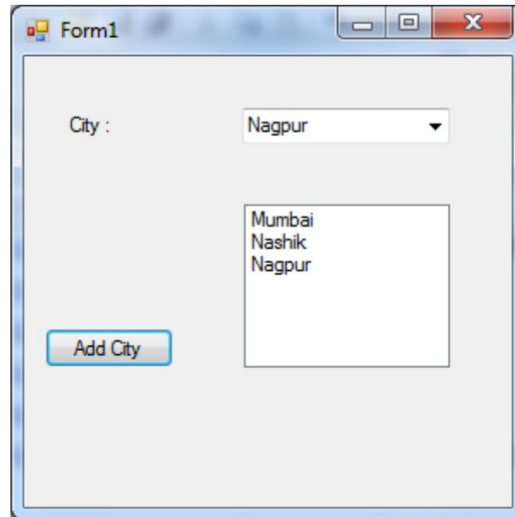 Form1
City :
Nagpur
Mumbai
Nashik
Nagpur
Add City